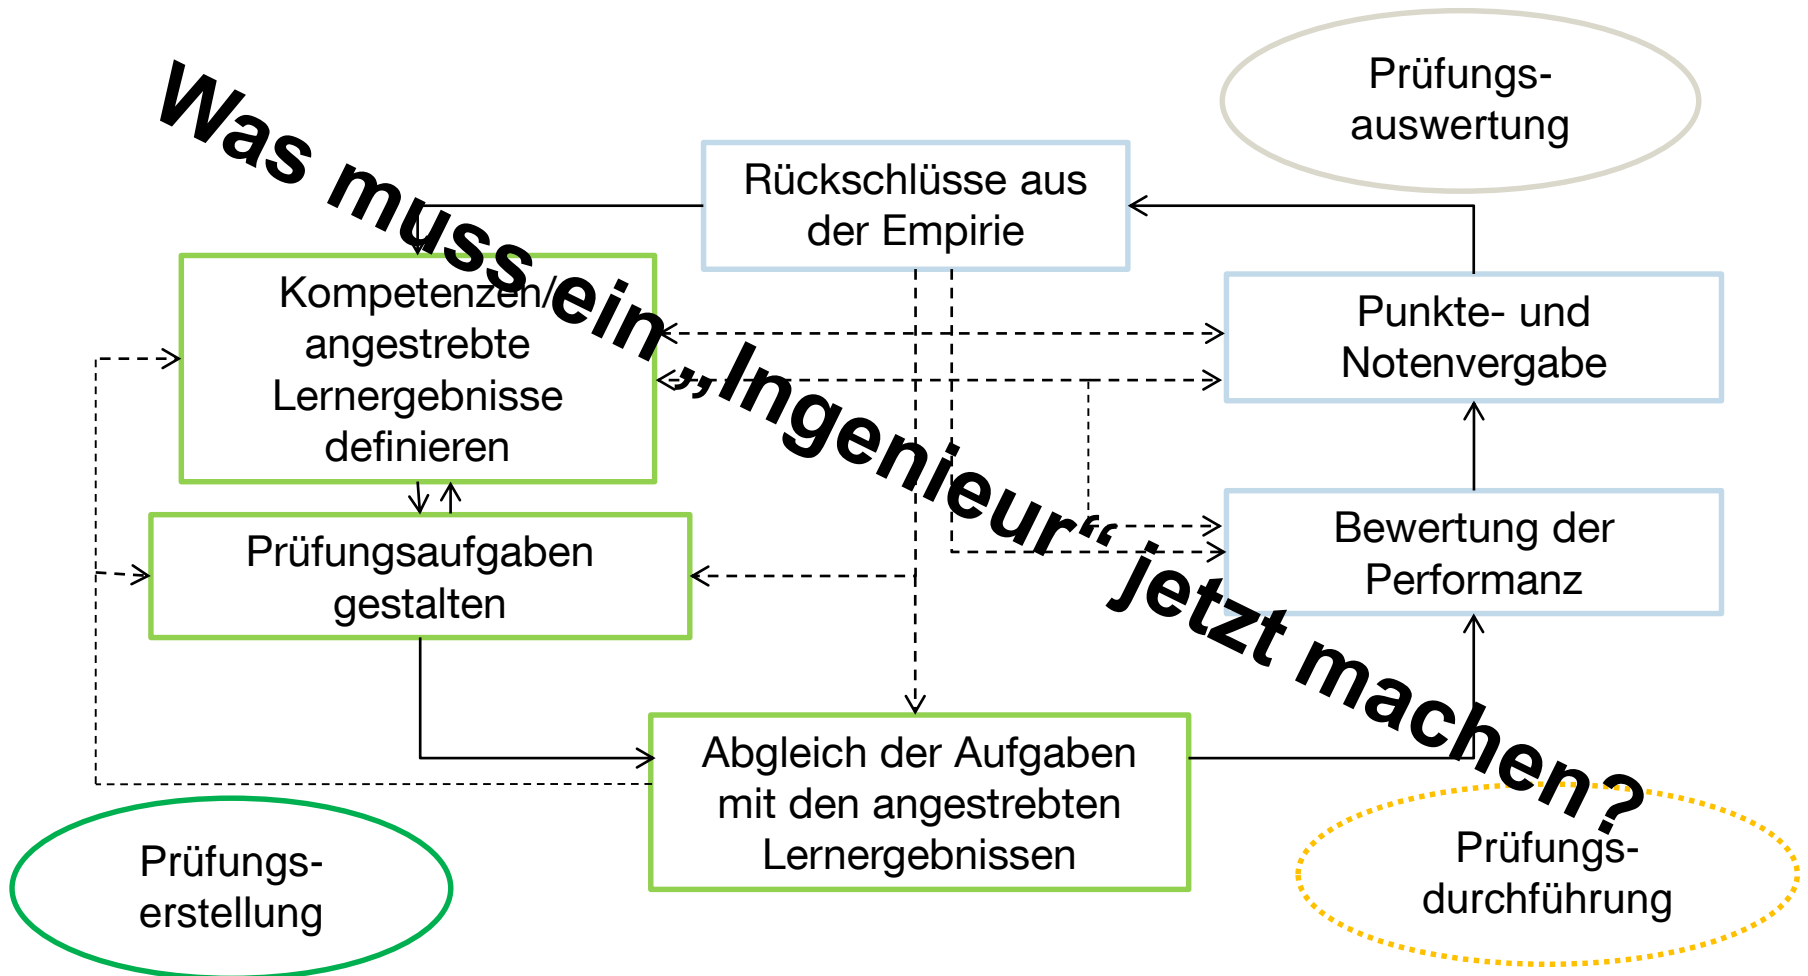 Prüfungs-
auswertung
Was muss ein „Ingenieur“ jetzt machen?
Rückschlüsse aus
der Empirie
Kompetenzen/
angestrebte
Lernergebnisse
definieren
Punkte- und
Notenvergabe
Prüfungsaufgaben
gestalten
Bewertung der
Performanz
Abgleich der Aufgaben
mit den angestrebten
Lernergebnissen
Prüfungs-
erstellung
Prüfungs-
durchführung